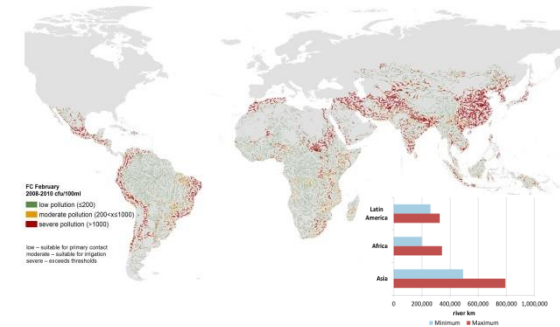 FC February
2008-2010 cfu/100ml
low pollution (≤200)
moderate pollution (200<x≤1000)
severe pollution (>1000)
low – suitable for primary contact
moderate – suitable for irrigation
severe – exceeds thresholds
Latin
America
Africa
Asia
0 200,000 400,000 600,000 800,000 1,000,000
river km
Minimum Maximum